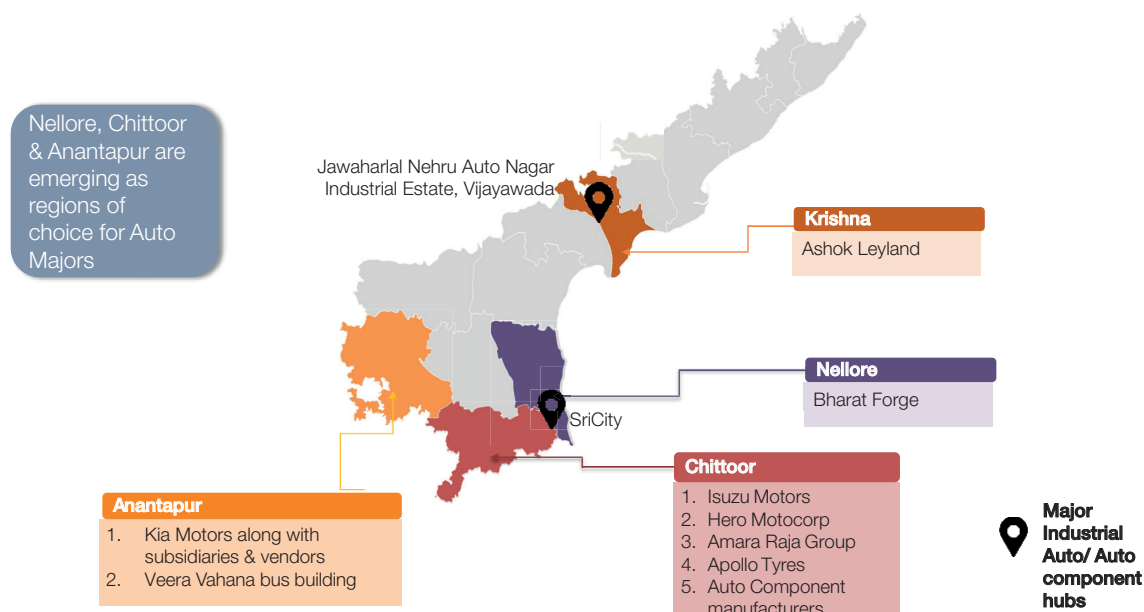 Nellore, Chittoor
& Anantapur are
emerging as
regions of
choice for Auto
Majors
Jawaharlal Nehru Auto Nagar
Industrial Estate, Vijayawada
Krishna
Ashok Leyland
Nellore
Bharat Forge
SriCity
Chittoor
1. Isuzu Motors
2. Hero Motocorp
3. Amara Raja Group
4. Apollo Tyres
5. Auto Component
manufacturers
Anantapur
1. Kia Motors along with
subsidiaries & vendors
2. Veera Vahana bus building
Major
Industrial
Auto/ Auto
component
hubs